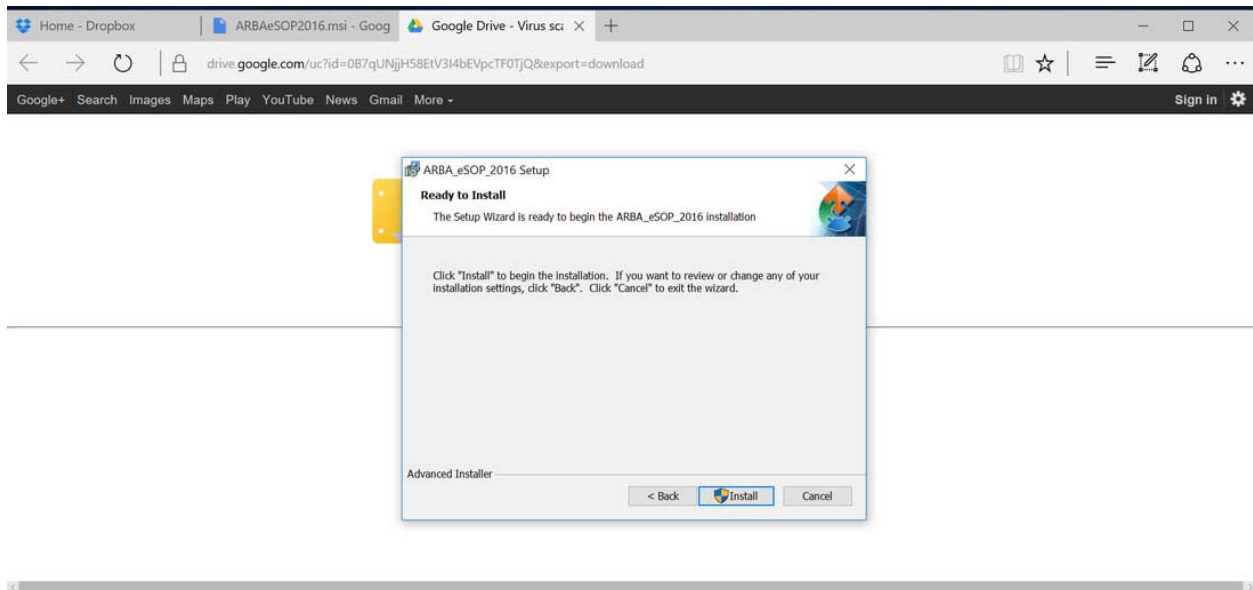 Home - Dropbox
ARBAeSOP2016.msi - Goog
Google Drive - Virus sca
drive.google.com/uc?id=0B7qUNjjH58EtV3I4bEVpcTF0TjQ&export=download
Google+ Search Images Maps Play YouTube News Gmail More
Sign in
ARBA_eSOP_2016 Setup
Ready to Install
The Setup Wizard is ready to begin the ARBA_eSOP_2016 installation
Click "Install" to begin the installation. If you want to review or change any of your
installation settings, click "Back". Click "Cancel" to exit the wizard.
Advanced Installer
< Back Install Cancel